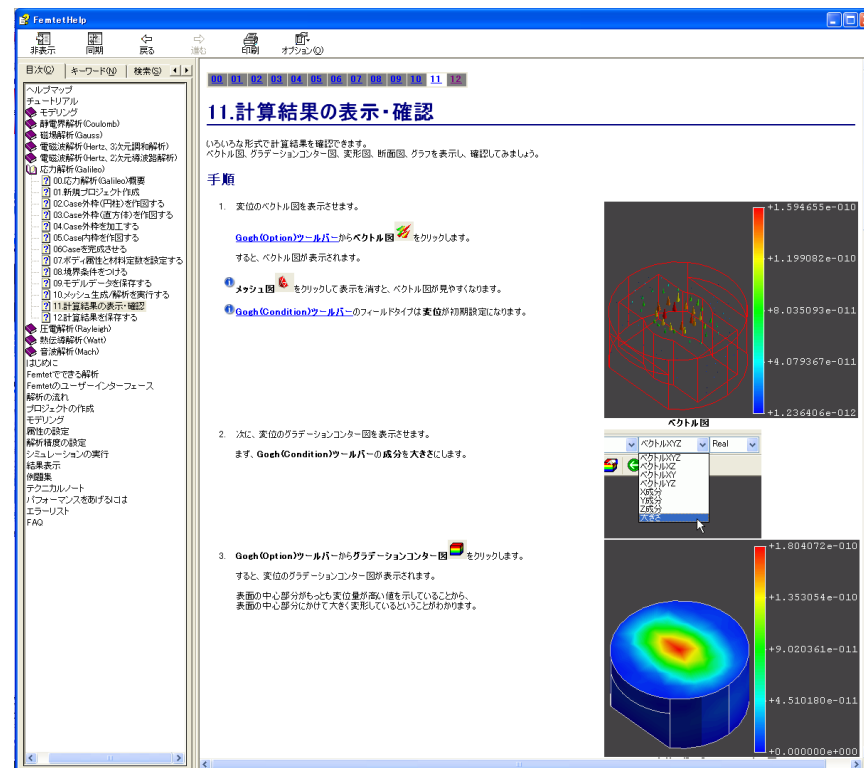 FemtetHelp
非表示 同期 戻る 進む 印刷 オプション(O)
目次(C) キーワード(N) 検索(S)
ヘルプマップ
チュートリアル
モデリング
静電界解析(Coulomb)
磁場解析(Gauss)
電磁波解析(Hertz、3次元調和解析)
電磁波解析(Hertz、2次元導波路解析)
応力解析(Galileo)
00.応力解析(Galileo)概要
01.新規プロジェクト作成
02.Case外枠(円柱)を作図する
03.Case外枠(直方体)を作図する
04.Case外枠を加工する
05.Case内枠を作図する
06Caseを完成させる
07.ボディ属性と材料定数を設定する
08.境界条件をつける
09.モデルデータを保存する
10.メッシュ生成/解析を実行する
11.計算結果の表示・確認
12.計算結果を保存する
圧電解析(Rayleigh)
熱伝導解析(Watt)
音波解析(Mach)
はじめに
Femtetでできる解析
Femtetのユーザーインターフェース
解析の流れ
プロジェクトの作成
モデリング
属性の設定
解析精度の設定
シミュレーションの実行
結果表示
例題集
テクニカルノート
パフォーマンスをあげるには
エラーリスト
FAQ
00 01 02 03 04 05 06 07 08 09 10 11 12
11.計算結果の表示・確認
いろいろな形式で計算結果を確認できます。
ベクトル図、グラデーションコンター図、変形図、断面図、グラフを表示し、確認してみましょう。
手順
1. 変位のベクトル図を表示させます。
Gogh(Option)ツールバーからベクトル図 をクリックします。
すると、ベクトル図が表示されます。
メッシュ図 をクリックして表示を消すと、ベクトル図が見やすくなります。
Gogh(Condition)ツールバーのフィールドタイプは変位が初期設定になります。
+1.594655e-010
+1.199082e-011
+8.035093e-011
+4.079367e-011
+1.236406e-012
ベクトル図
2. 次に、変位のグラデーションコンター図を表示させます。
まず、Gogh(Condition)ツールバーの成分を大きさにします。
ベクトルXYZ Real
ベクトルXYZ
ベクトルXZ
ベクトルXY
ベクトルYZ
X成分
Y成分
Z成分
大きさ
3. Gogh(Option)ツールバーからグラデーションコンター図 をクリックします。
すると、変位のグラデーションコンター図が表示されます。
表面の中心部分がもっとも変位量が高い値を示していることから、
表面の中心部分にかけて大きく変形しているということがわかります。
+1.804072e-010
+1.353054e-010
+9.020361e-011
+4.510180e-011
+0.000000e+000